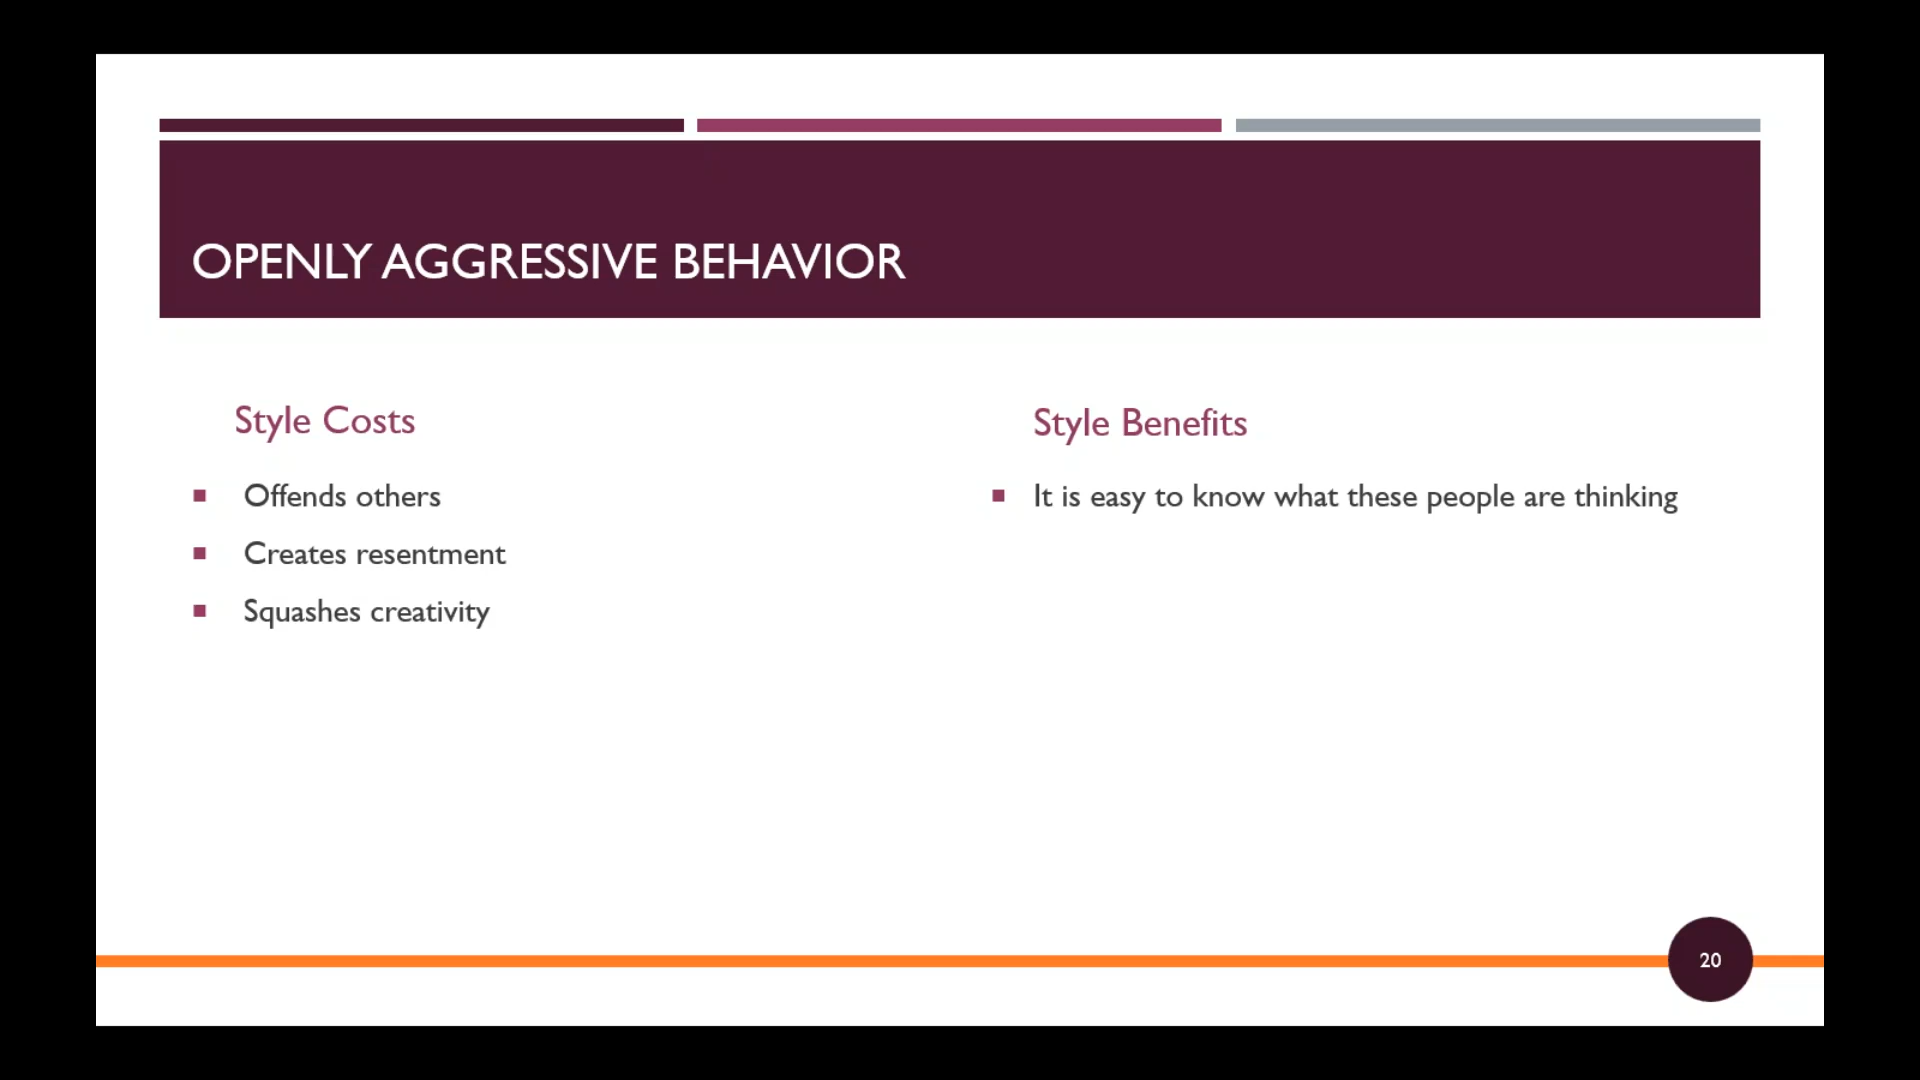 OPENLY AGGRESSIVE BEHAVIOR
Style Costs
Offends others
Creates resentment
Squashes creativity
Style Benefits
It is easy to know what these people are thinking
20